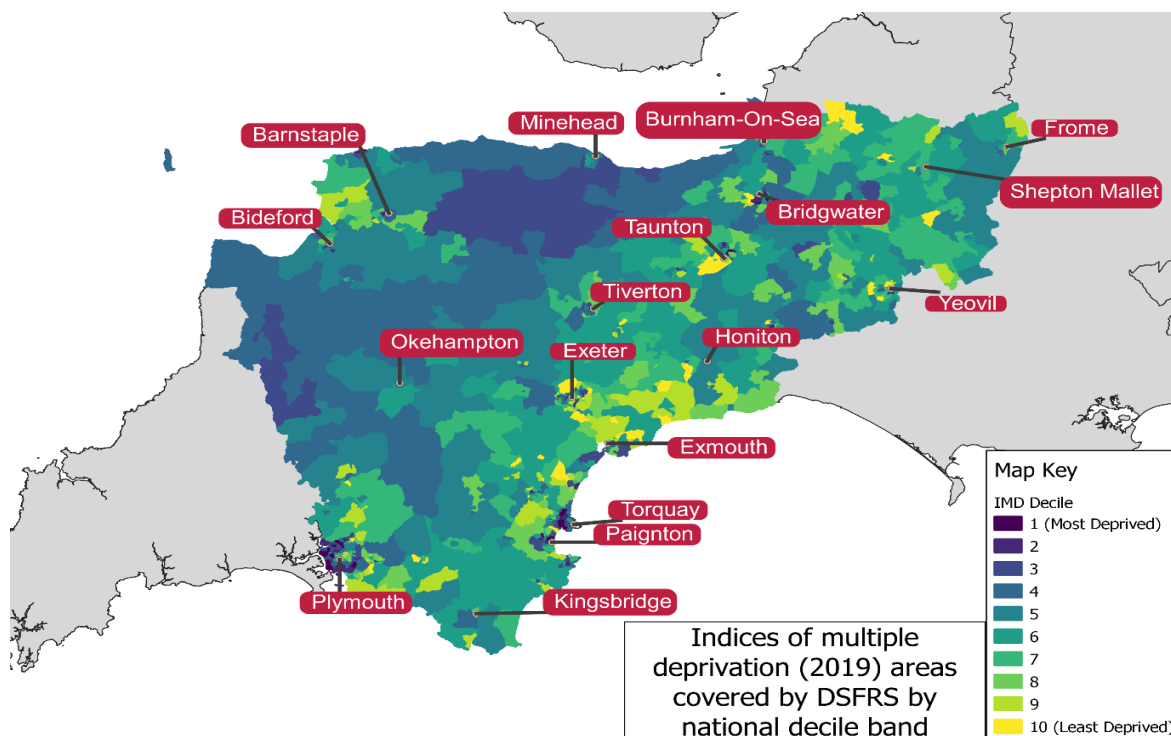 Minehead
Burnham-On-Sea
Barnstaple
Frome
Shepton Mallet
Bideford
Bridgwater
Taunton
Tiverton
Yeovil
Okehampton
Honiton
Exeter
Exmouth
Torquay
Paignton
Plymouth
Kingsbridge
Indices of multiple
deprivation (2019) areas
covered by DSFRS by
national decile band
Map Key
IMD Decile
1 (Most Deprived)
2
3
4
5
6
7
8
9
10 (Least Deprived)